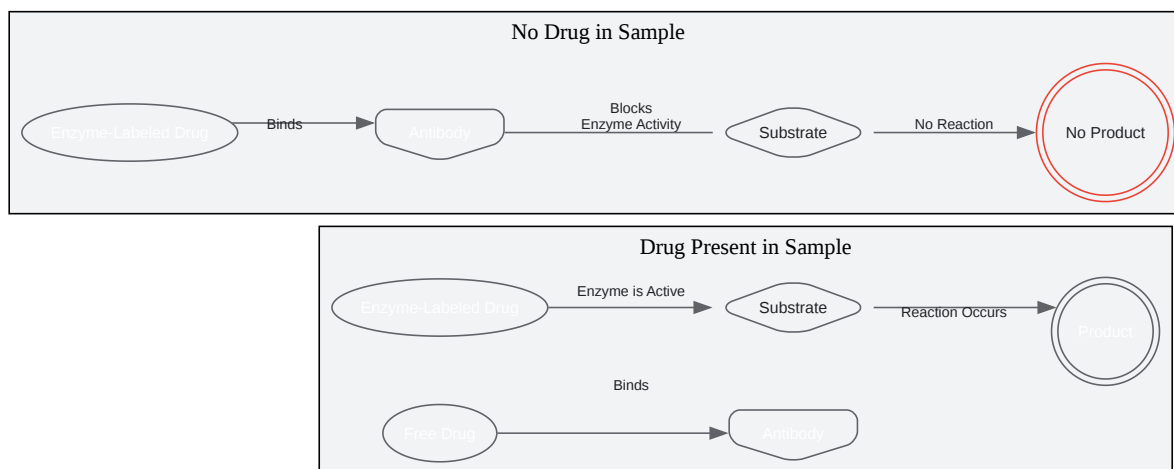 No Drug in Sample
Enzyme-Labeled Drug
Binds
Antibody
Blocks
Enzyme Activity
Substrate
No Reaction
No Product
Drug Present in Sample
Enzyme-Labeled Drug
Enzyme is Active
Substrate
Reaction Occurs
Product
Free Drug
Binds
Antibody